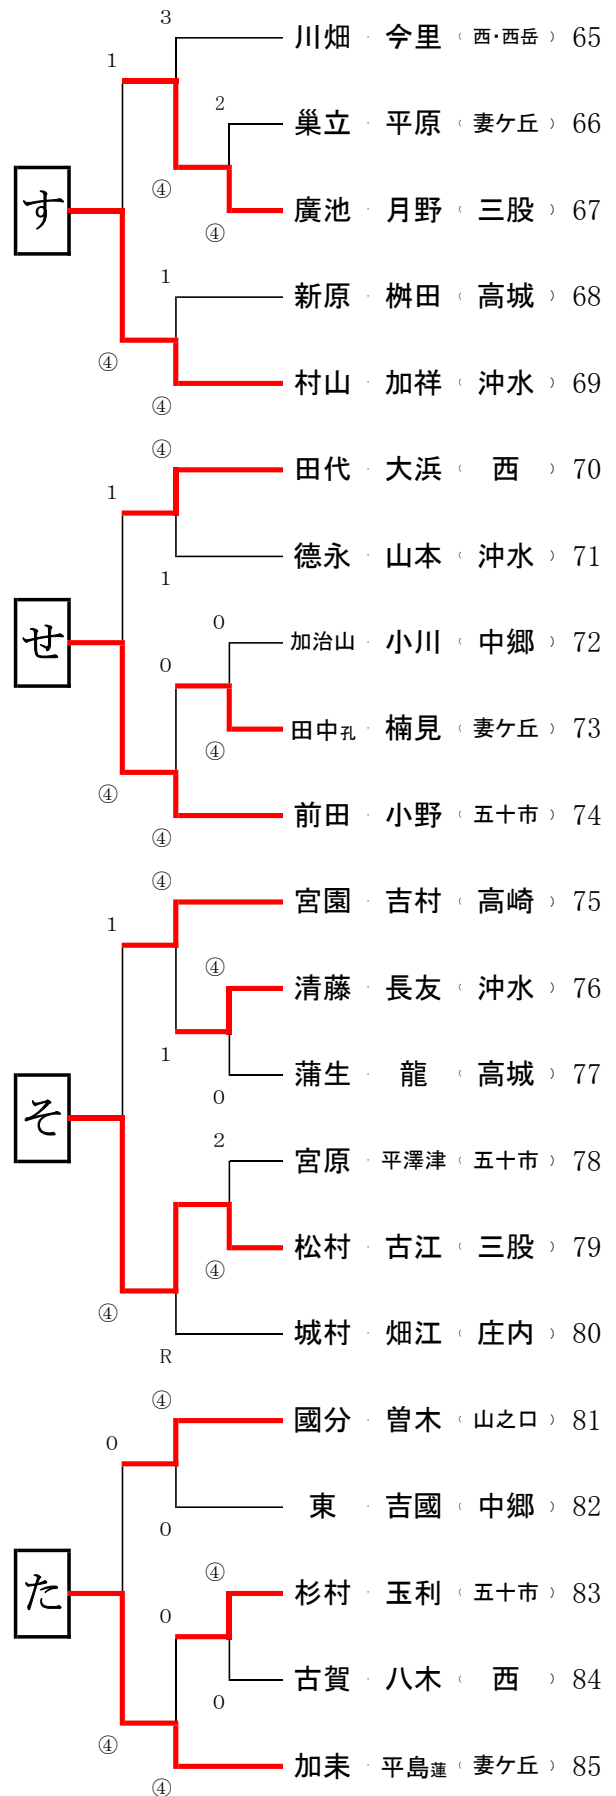 3
川畑 · 今里 （ 西・西岳 ） 65
1
2
巣立 · 平原 （ 妻ケ丘 ） 66
④
す
廣池 · 月野 （ 三股 ） 67
④
1
新原 · 桝田 （ 高城 ） 68
④
村山 · 加祥 （ 沖水 ） 69
④
④
田代 · 大浜 （ 西 ） 70
1
德永 · 山本 （ 沖水 ） 71
1
0
せ
加治山 · 小川 （ 中郷 ） 72
0
田中孔 · 楠見 （ 妻ケ丘 ） 73
④
④
前田 · 小野 （ 五十市 ） 74
④
④
宮園 · 吉村 （ 高崎 ） 75
1
④
清藤 · 長友 （ 沖水 ） 76
1
蒲生 · 龍 （ 高城 ） 77
0
そ
2
宮原 · 平澤津 （ 五十市 ） 78
松村 · 古江 （ 三股 ） 79
④
④
城村 · 畑江 （ 庄内 ） 80
R
④
國分 · 曽木 （ 山之口 ） 81
0
東 · 吉國 （ 中郷 ） 82
0
④
た
杉村 · 玉利 （ 五十市 ） 83
0
古賀 · 八木 （ 西 ） 84
0
④
加耒 · 平島蓮 （ 妻ケ丘 ） 85
④